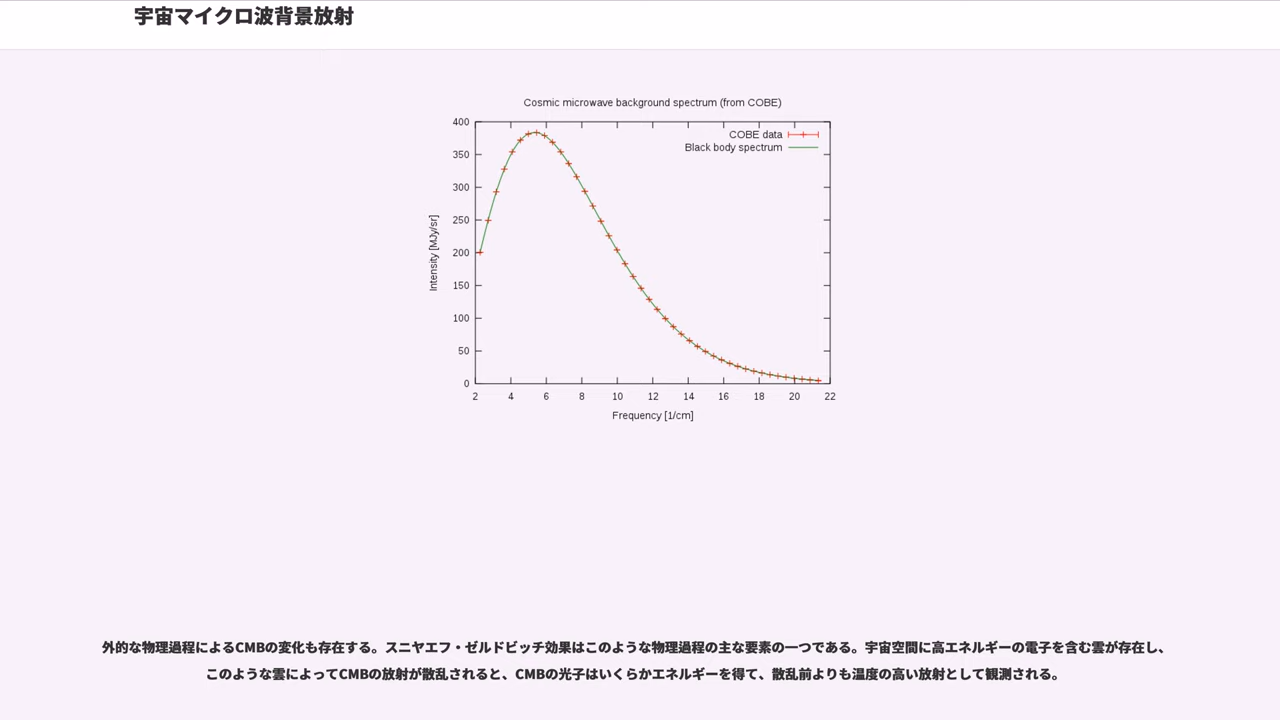 宇宙マイクロ波背景放射
Cosmic microwave background spectrum (from COBE)
COBE data
Black body spectrum
400
350
300
250
200
150
100
50
0
Intensity [MJy/sr]
2 4 6 8 10 12 14 16 18 20 22
Frequency [1/cm]
外的な物理過程によるCMBの変化も存在する。スニヤエフ・ゼルドビッチ効果はこのような物理過程の主な要素の一つである。宇宙空間に高エネルギーの電子を含む雲が存在し、
このような雲によってCMBの放射が散乱されると、CMBの光子はいくらかエネルギーを得て、散乱前よりも温度の高い放射として観測される。